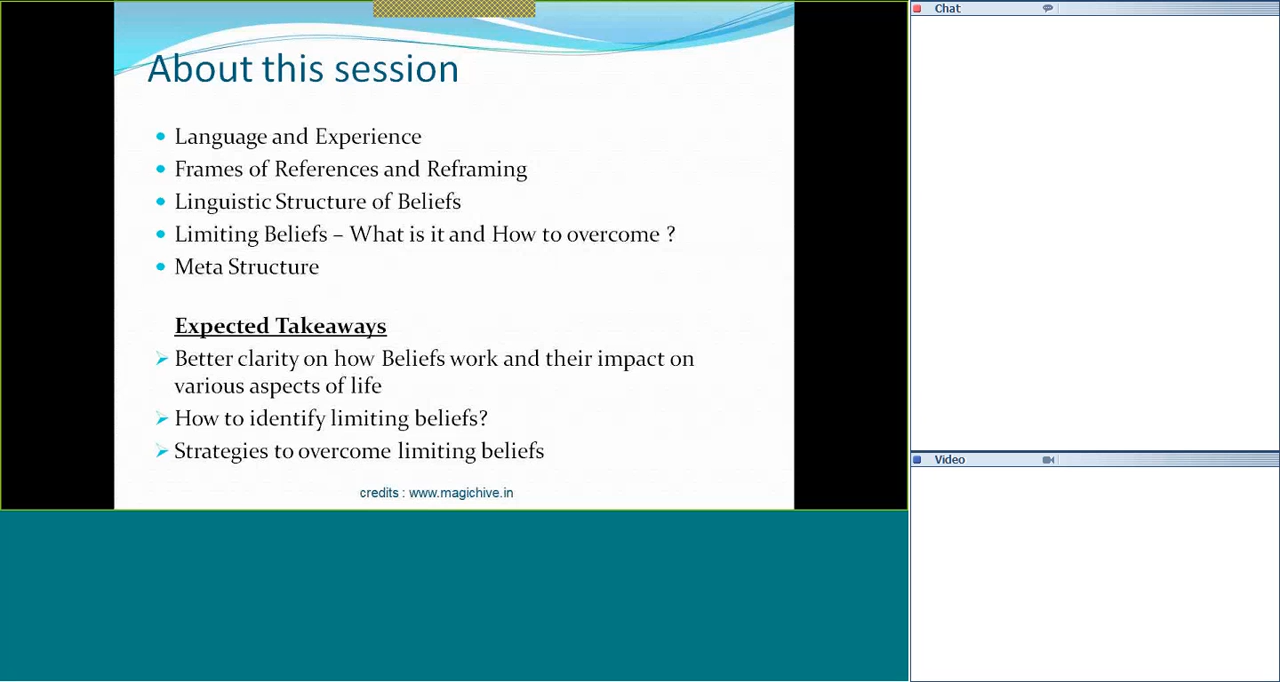 About this session
Language and Experience
Frames of References and Reframing
Linguistic Structure of Beliefs
Limiting Beliefs – What is it and How to overcome ?
Meta Structure
Expected Takeaways
Better clarity on how Beliefs work and their impact on
various aspects of life
How to identify limiting beliefs?
Strategies to overcome limiting beliefs
credits : www.magichive.in
Chat
Video